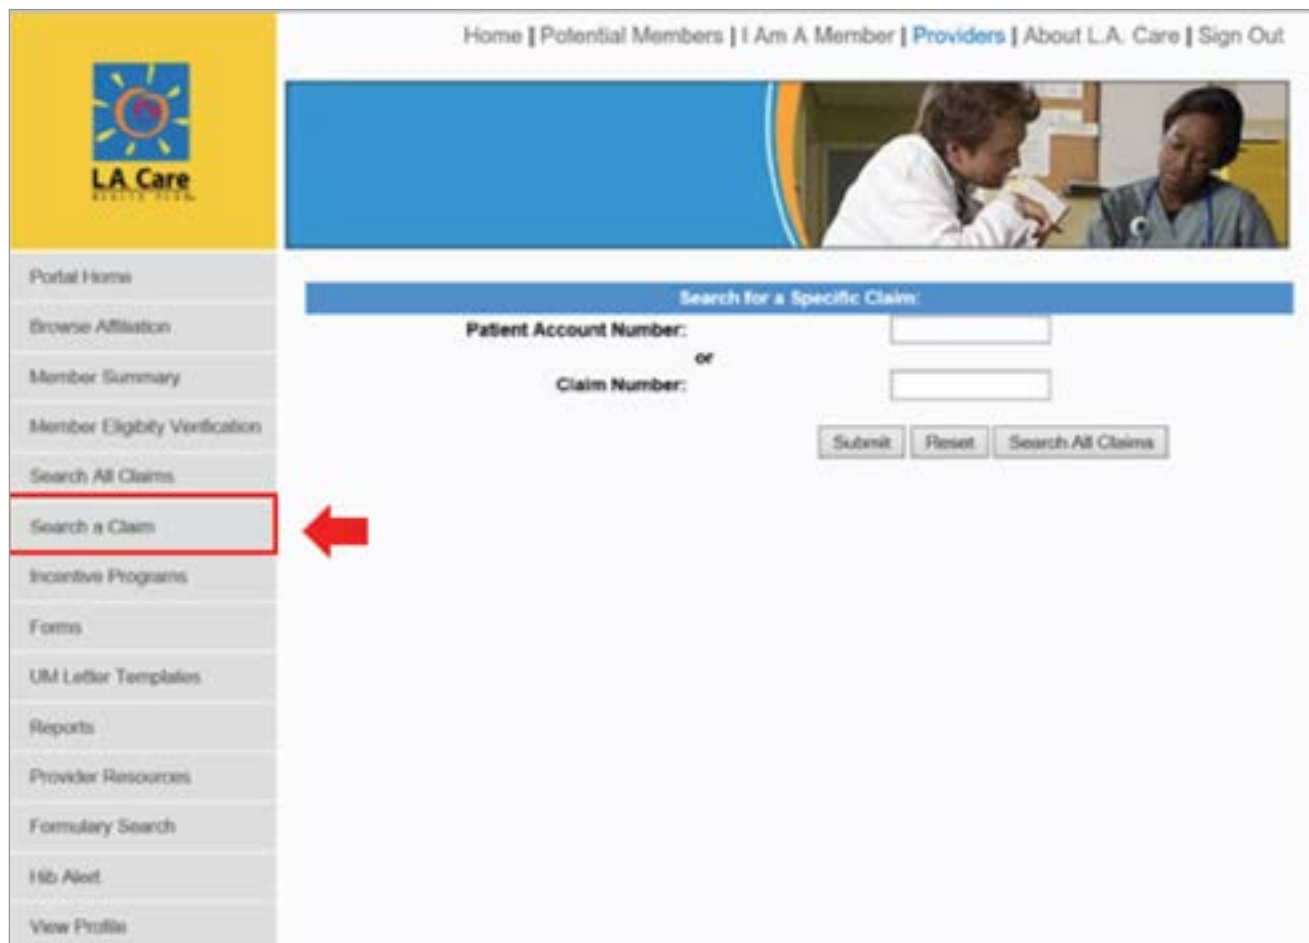 Home | Potential Members | I Am A Member | Providers | About L.A. Care | Sign Out
L.A. Care
HEALTH PLAN
Portal Home
Browse Affiliation
Member Summary
Member Eligibity Verification
Search All Claims
Search a Claim
Incentive Programs
Forms
UM Letter Templates
Reports
Provider Resources
Formulary Search
Hib Alert
View Profile
Search for a Specific Claim:
Patient Account Number:
or
Claim Number:
Submit Reset Search All Claims